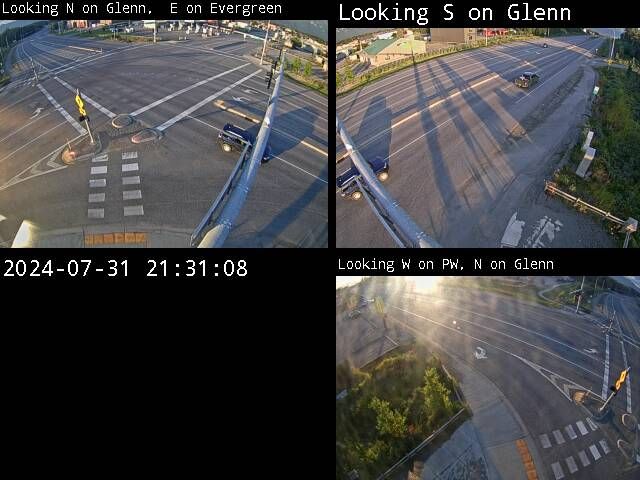 Looking N on Glenn, E on Evergreen
Looking S on Glenn
2024-07-31 21:31:08
Looking W on PW, N on Glenn